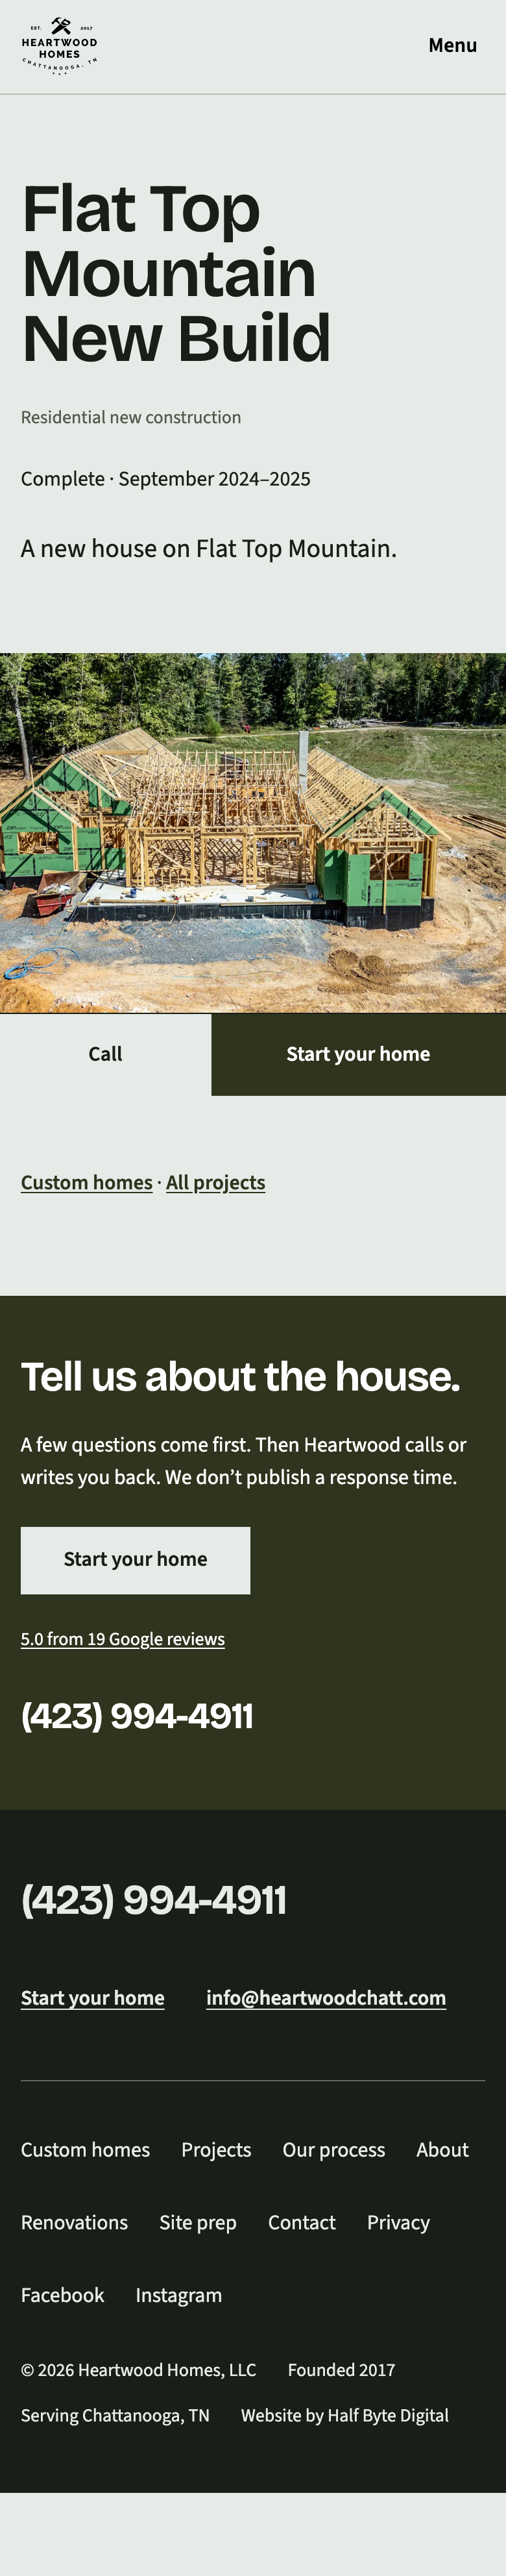 EST. 2017
HEARTWOOD
HOMES
CHATTANOOGA, TN
Menu
Flat Top
Mountain
New Build
Residential new construction
Complete · September 2024–2025
A new house on Flat Top Mountain.
Call
Start your home
Custom homes · All projects
Tell us about the house.
A few questions come first. Then Heartwood calls or
writes you back. We don’t publish a response time.
Start your home
5.0 from 19 Google reviews
(423) 994-4911
(423) 994-4911
Start your home
info@heartwoodchatt.com
Custom homes Projects Our process About
Renovations Site prep Contact Privacy
Facebook Instagram
© 2026 Heartwood Homes, LLC Founded 2017
Serving Chattanooga, TN Website by Half Byte Digital